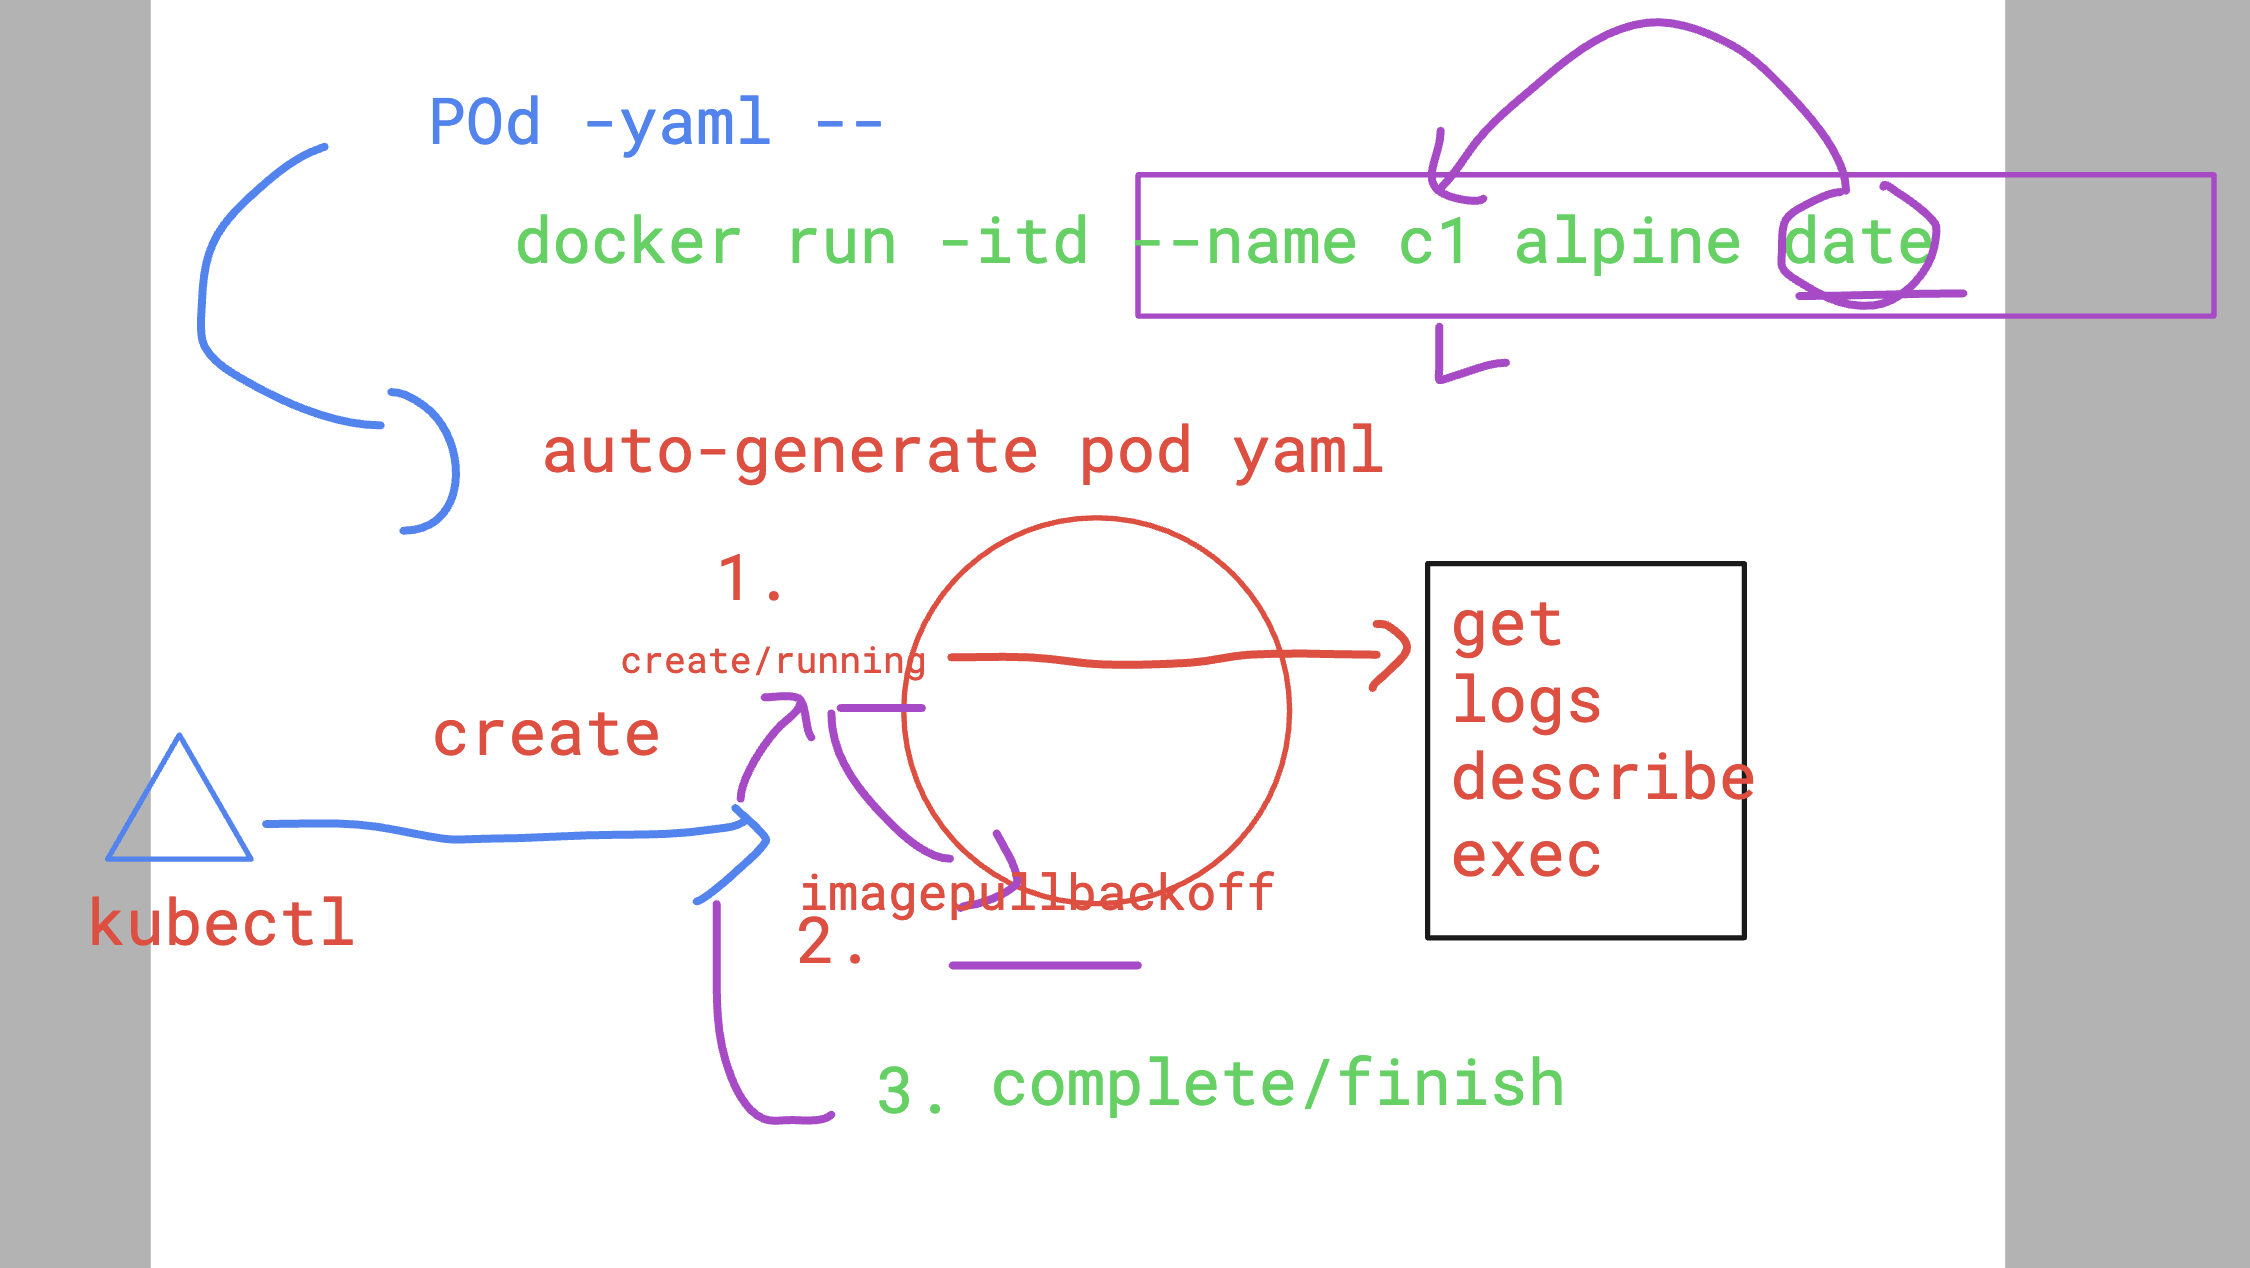 POd -yaml --
docker run -itd --name c1 alpine date
auto-generate pod yaml
1.
create/running
create
kubectl
imagepullbackoff
2.
3. complete/finish
get
logs
describe
exec